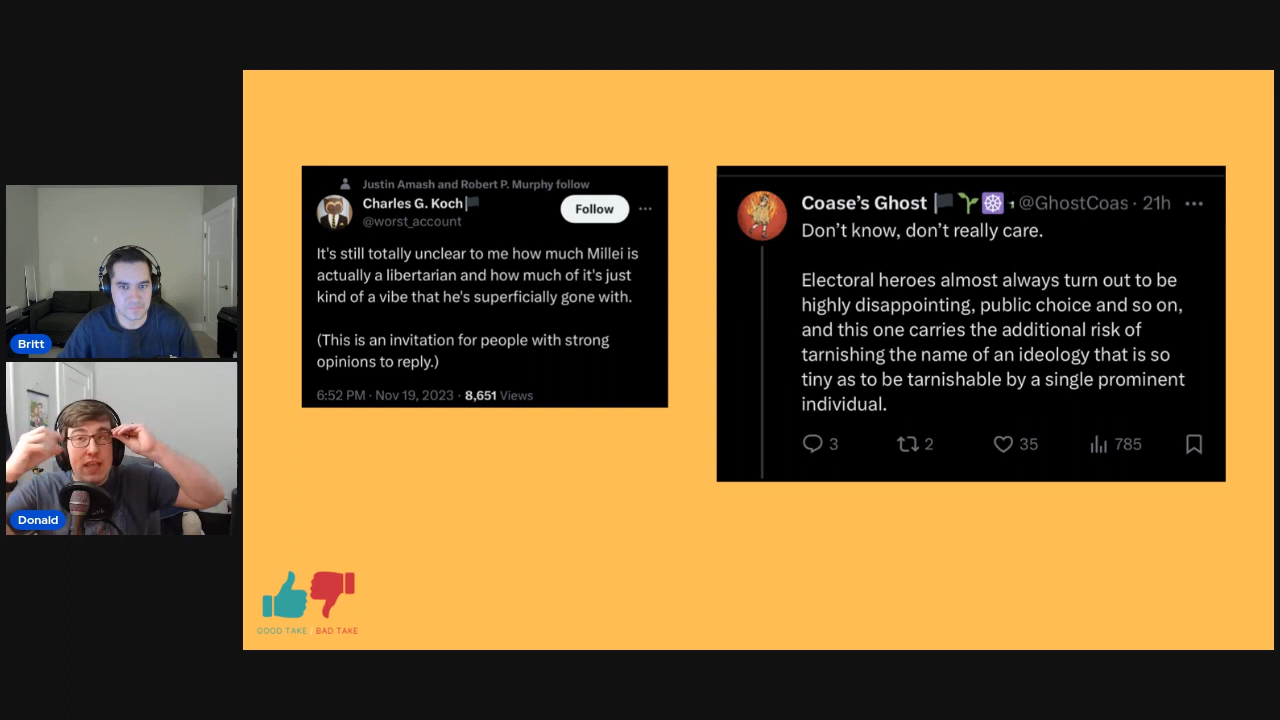 Britt
Donald
Justin Amash and Robert P. Murphy follow
Charles G. Koch
@worst_account
Follow
It's still totally unclear to me how much Millei is
actually a libertarian and how much of it's just
kind of a vibe that he's superficially gone with.
(This is an invitation for people with strong
opinions to reply.)
6:52 PM · Nov 19, 2023 · 8,651 Views
Coase's Ghost @GhostCoas · 21h
Don't know, don't really care.
Electoral heroes almost always turn out to be
highly disappointing, public choice and so on,
and this one carries the additional risk of
tarnishing the name of an ideology that is so
tiny as to be tarnishable by a single prominent
individual.
3 2 35 785
GOOD TAKE / BAD TAKE